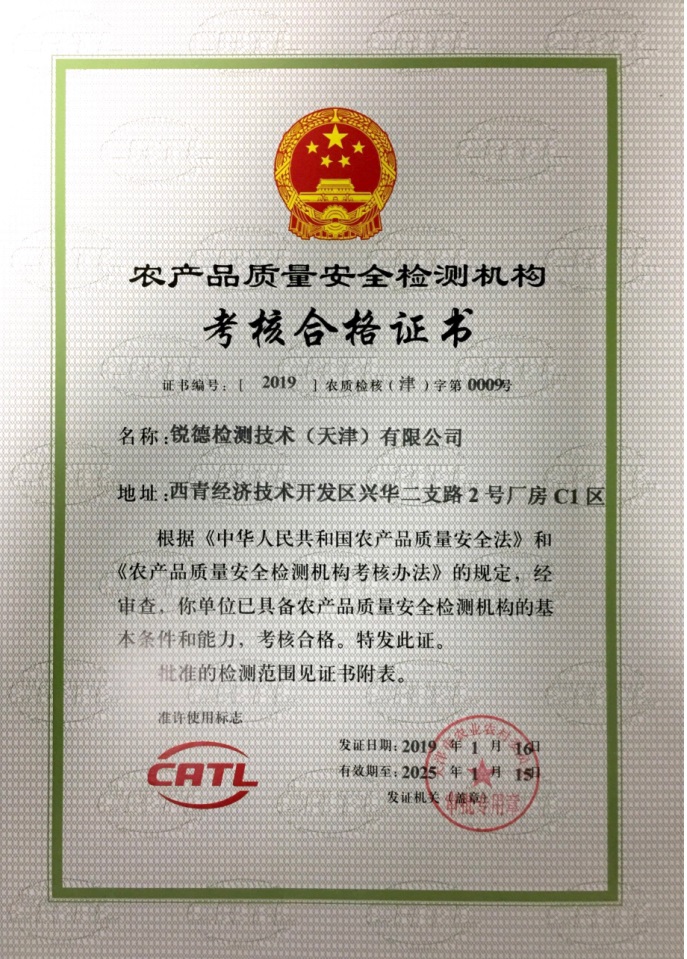 农产品质量安全检测机构
考核合格证书
证书编号：[ 2019 ] 农质检核（津）字第 0009号
名称：锐德检测技术（天津）有限公司
地址：西青经济技术开发区兴华二支路 2 号厂房 C1 区
根据《中华人民共和国农产品质量安全法》和
《农产品质量安全检测机构考核办法》的规定，经
审查，你单位已具备农产品质量安全检测机构的基
本条件和能力，考核合格。特发此证。
批准的检测范围见证书附表。
准许使用标志
CATL
发证日期：2019 年 1 月 16日
有效期至：2025 年 1 月 15日
发证机关（盖章）
审批专用章